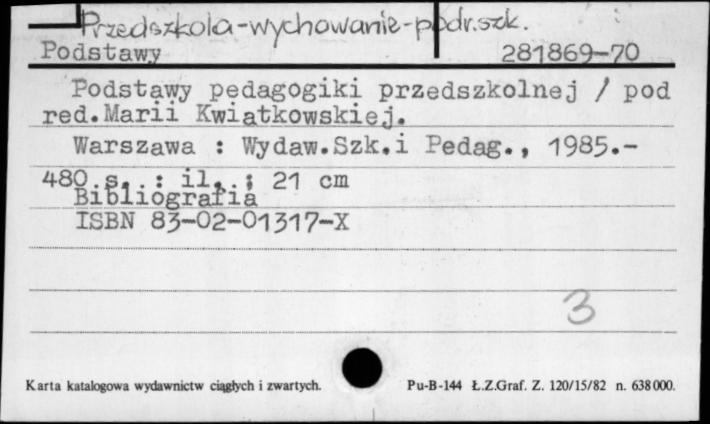 Przedszkola-wychowanie-podr.szk.
Podstawy 281869-70
Podstawy pedagogiki przedszkolnej / pod
red.Marii Kwiatkowskiej.
Warszawa : Wydaw.Szk.i Pedag., 1985.-
480 s. : il. ; 21 cm
Bibliografia
ISBN 83-02-01317-X
3
Karta katalogowa wydawnictw ciągłych i zwartych. Pu-B-144 Ł.Z.Graf. Z. 120/15/82 n. 638000.